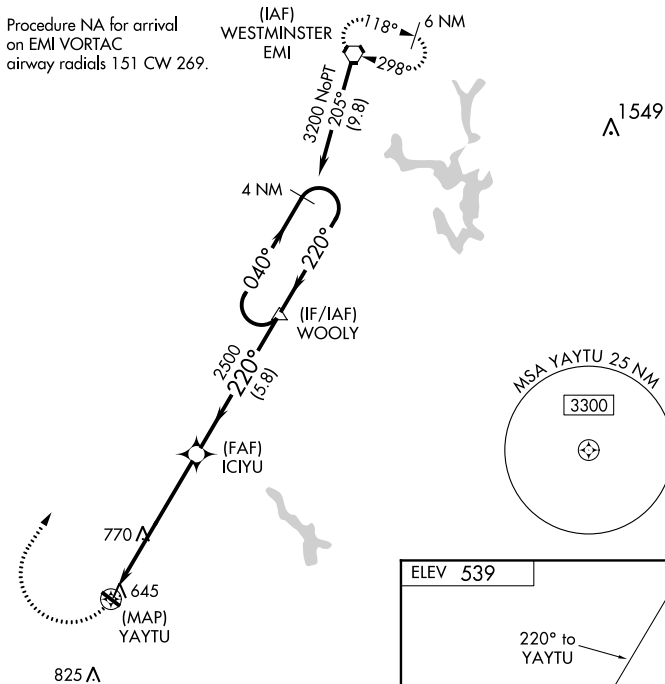 Procedure NA for arrival
on EMI VORTAC
airway radials 151 CW 269.
(IAF)
WESTMINSTER
EMI
118°
6 NM
298°
3200 NoPT
205°
(9.8)
1549
4 NM
040°
220°
(IF/IAF)
WOOLY
2500
220°
(5.8)
MSA YAYTU 25 NM
3300
(FAF)
ICIYU
770
645
(MAP)
YAYTU
825
ELEV 539
220° to
YAYTU